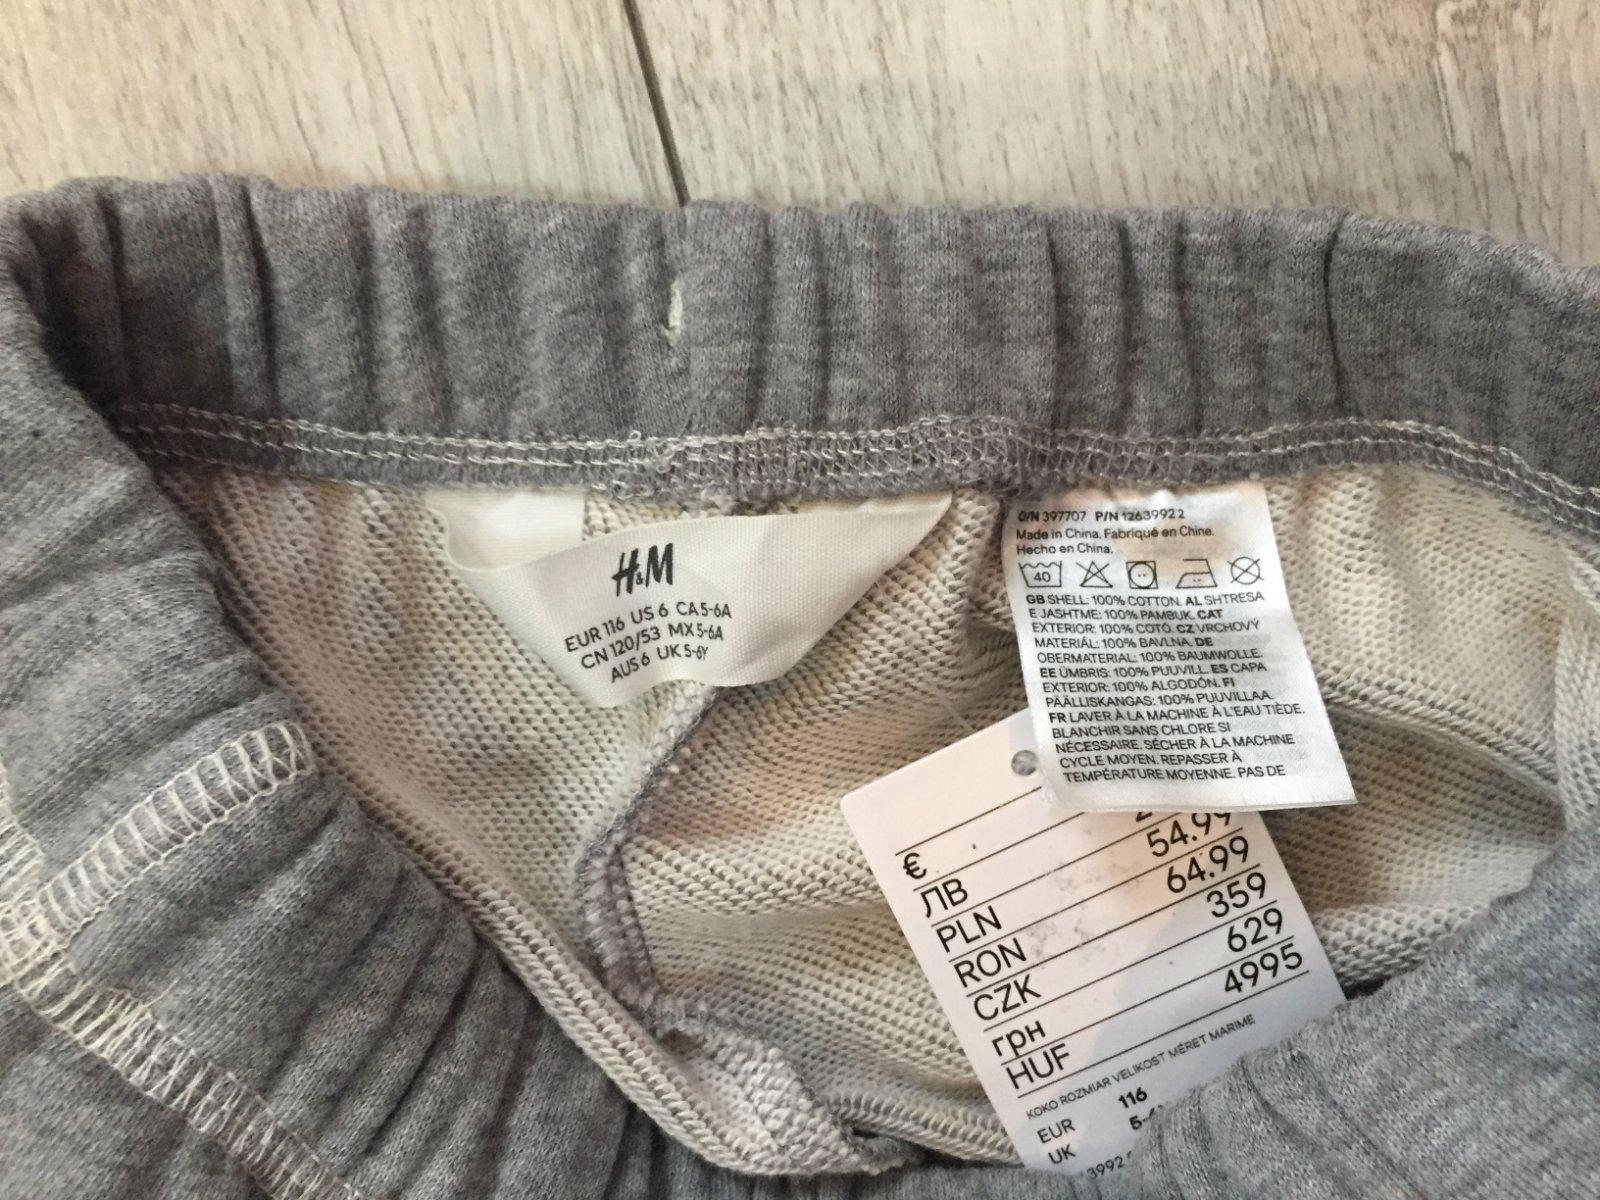 H&M
EUR 116 US 6 CA 5-6A
CN 120/53 MX 5-6A
AUS 6 UK 5-6Y
O/N 397707 P/N 1263992 2
Made in China. Fabriqué en Chine.
Hecho en China.
40
GB SHELL: 100% COTTON. AL SHTRESA
E JASHTME: 100% PAMBUK. CAT
EXTERIOR: 100% COTÓ. CZ VRCHOVÝ
MATERIÁL: 100% BAVLNA. DE
OBERMATERIAL: 100% BAUMWOLLE.
EE ÜMBRIS: 100% PUUVILL. ES CAPA
EXTERIOR: 100% ALGODÓN. FI
PÄÄLLISKANGAS: 100% PUUVILLAA.
FR LAVER À LA MACHINE À L'EAU TIÈDE.
BLANCHIR SANS CHLORE SI
NÉCESSAIRE. SÉCHER À LA MACHINE
CYCLE MOYEN. REPASSER À
TEMPÉRATURE MOYENNE. PAS DE
€
ЛВ 54.99
PLN 64.99
RON 359
CZK 629
грн 4995
HUF
KOKO ROZMIAR VELIKOST MÉRET MARIME
EUR 116
UK
3992